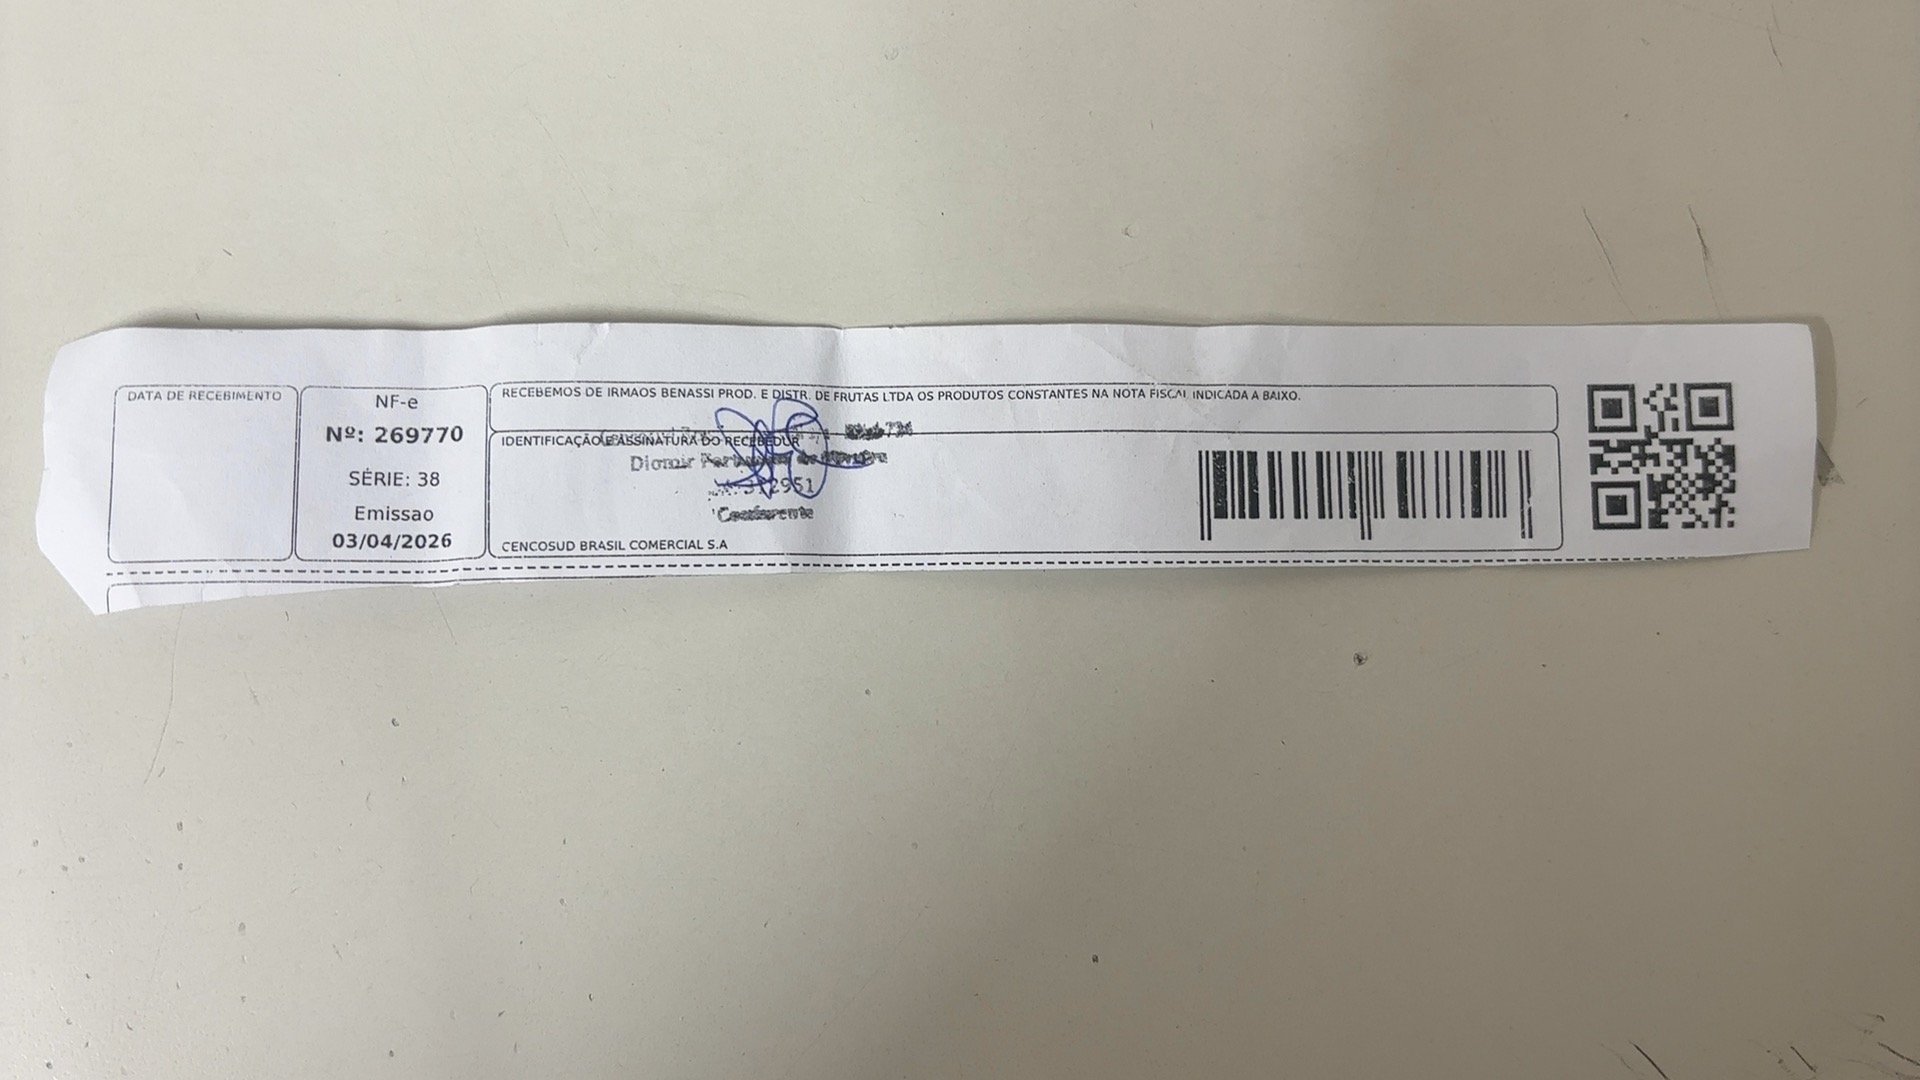 DATA DE RECEBIMENTO
NF-e
Nº: 269770
SÉRIE: 38
Emissao
03/04/2026
RECEBEMOS DE IRMAOS BENASSI PROD. E DISTR. DE FRUTAS LTDA OS PRODUTOS CONSTANTES NA NOTA FISCAL INDICADA A BAIXO.
IDENTIFICAÇÃO E ASSINATURA DO RECEBEDOR
Diomir
CENCOSUD BRASIL COMERCIAL S.A